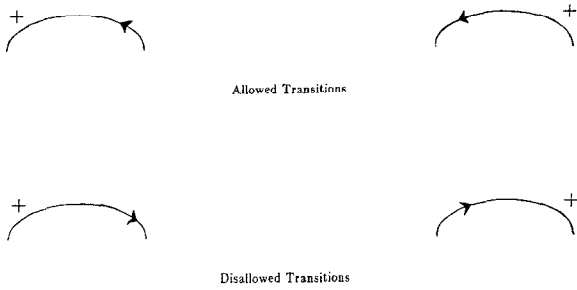 + +
Allowed Transitions
+ +
Disallowed Transitions